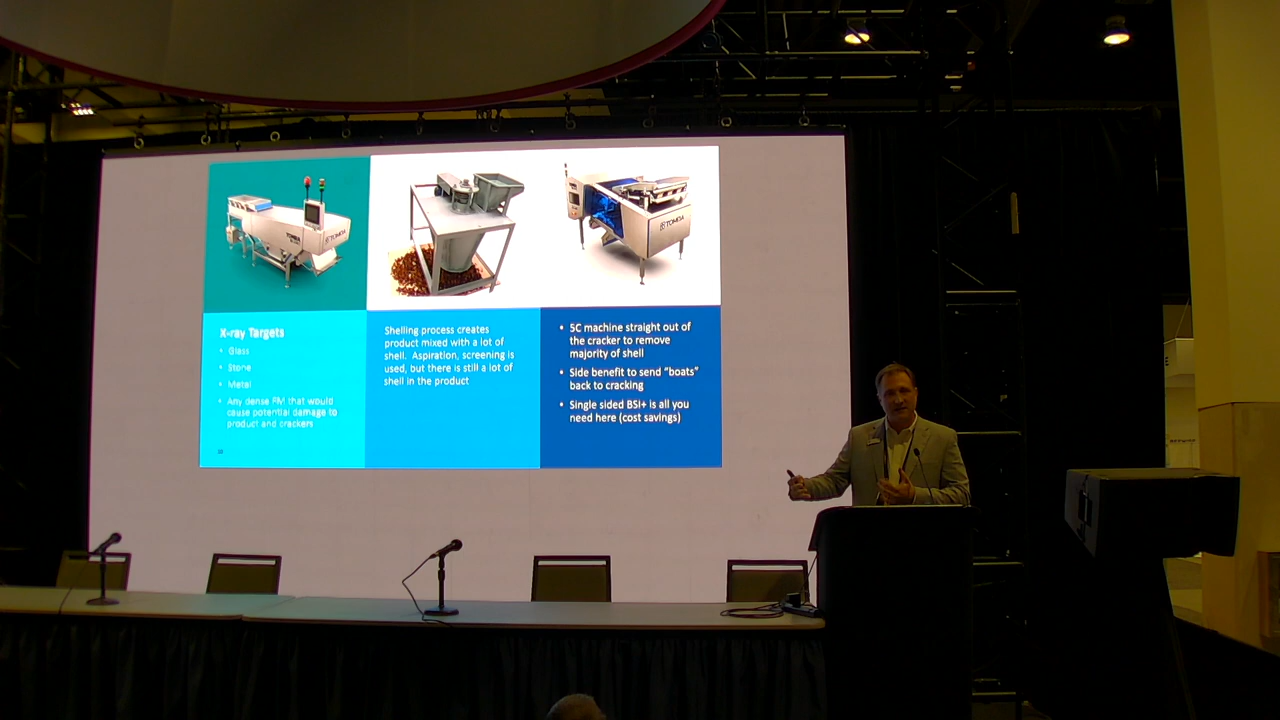 TOMRA
TOMRA
X-ray Targets
• Glass
• Stone
• Metal
• Any dense FM that would
cause potential damage to
product and crackers
Shelling process creates
product mixed with a lot of
shell. Aspiration, screening is
used, but there is still a lot of
shell in the product
• 5C machine straight out of
the cracker to remove
majority of shell
• Side benefit to send “boats”
back to cracking
• Single sided BSI+ is all you
need here (cost savings)